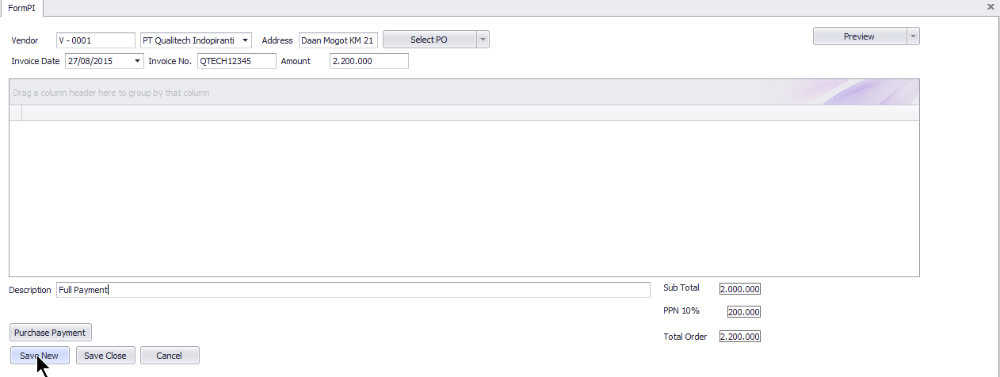 FormPI
Vendor V - 0001 PT Qualitech Indopiranti Address Daan Mogot KM 21 Select PO Preview
Invoice Date 27/08/2015 Invoice No. QTECH12345 Amount 2.200.000
Drag a column header here to group by that column
Description Full Payment Sub Total 2.000.000
PPN 10% 200.000
Purchase Payment Total Order 2.200.000
Save New Save Close Cancel